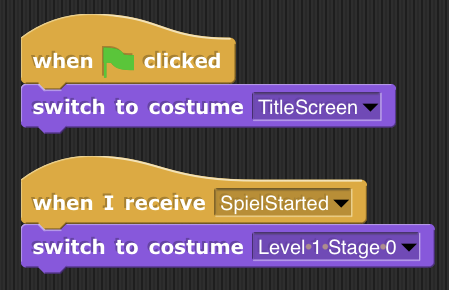 when clicked
switch to costume TitleScreen
when I receive SpielStarted
switch to costume Level 1 Stage 0